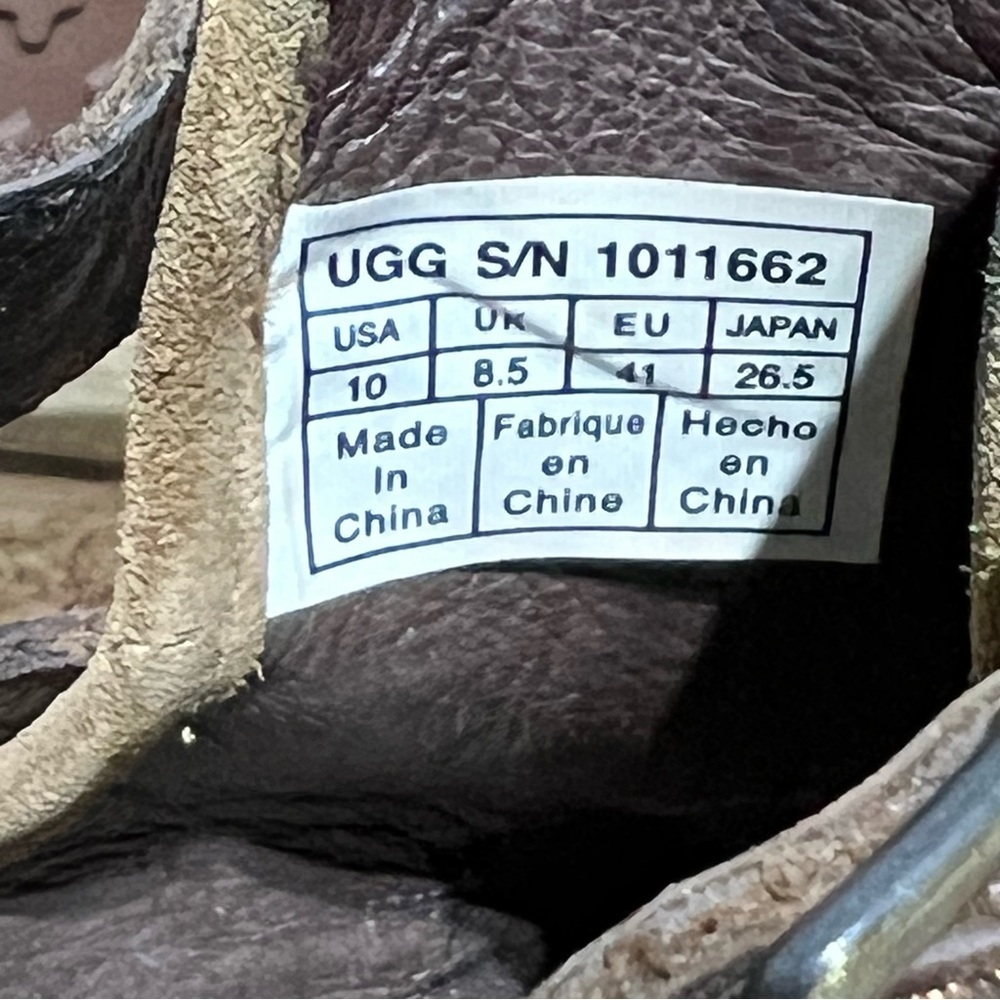 UGG S/N 1011662
USA UK EU JAPAN
10 8.5 41 26.5
Made
In
China
Fabrique
en
Chine
Hecho
en
China